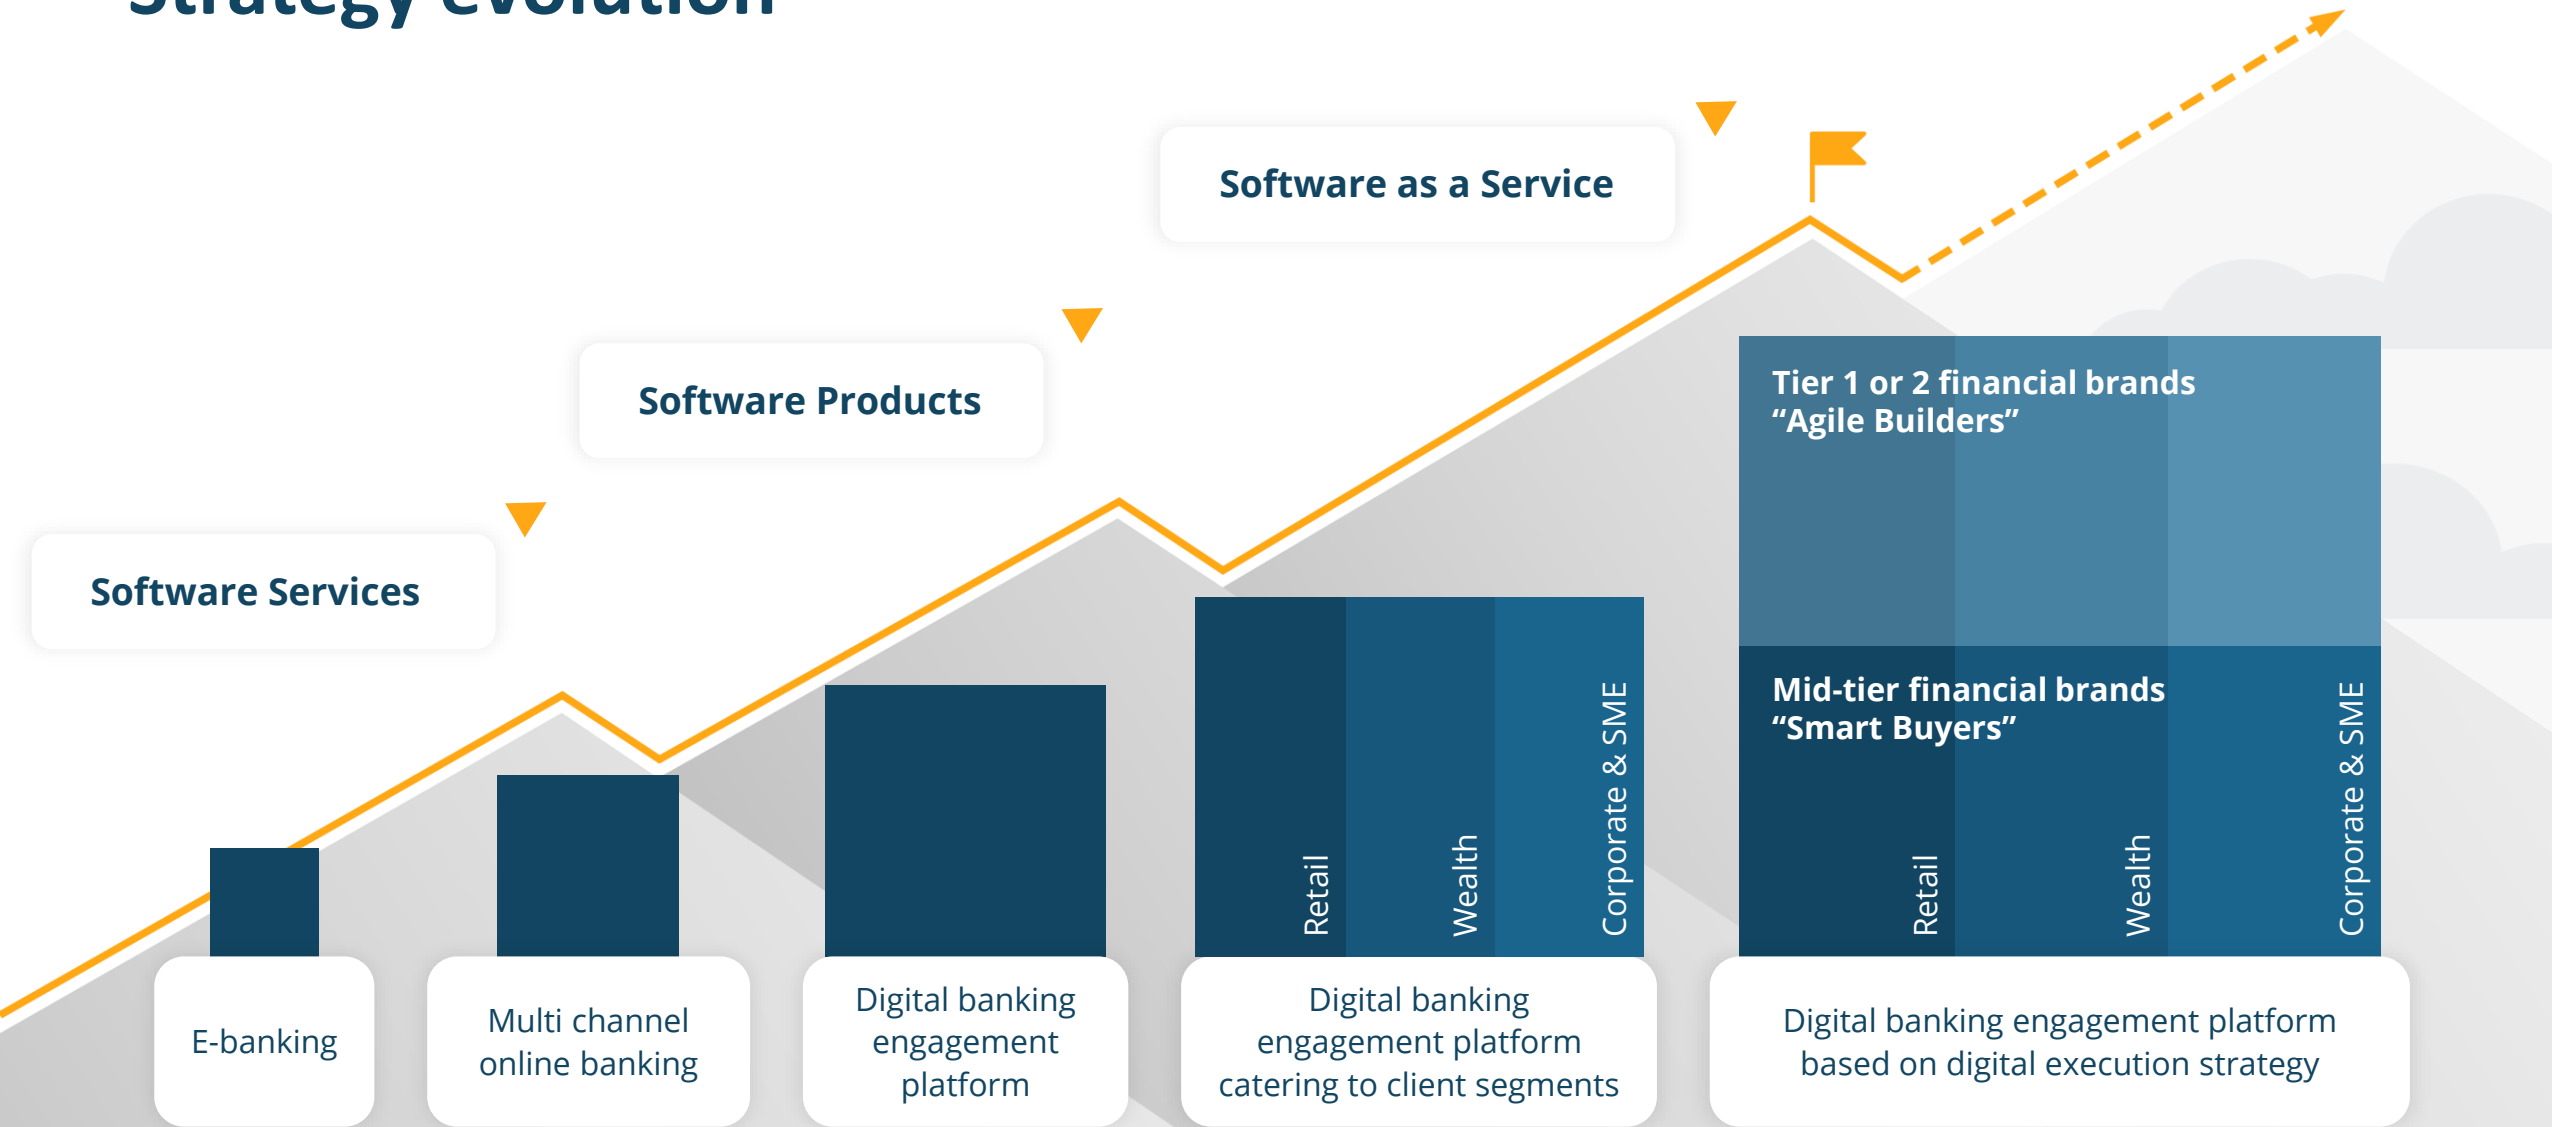 Strategy evolution
Software as a Service
Software Products
Software Services
Tier 1 or 2 financial brands
“Agile Builders”
Mid-tier financial brands
“Smart Buyers”
Retail
Wealth
Corporate & SME
Retail
Wealth
Corporate & SME
E-banking
Multi channel
online banking
Digital banking
engagement
platform
Digital banking
engagement platform
catering to client segments
Digital banking engagement platform
based on digital execution strategy